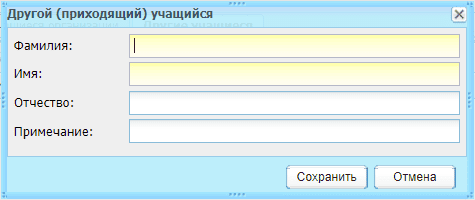 Другой (приходящий) учащийся
Фамилия:
Имя:
Отчество:
Примечание:
Сохранить Отмена